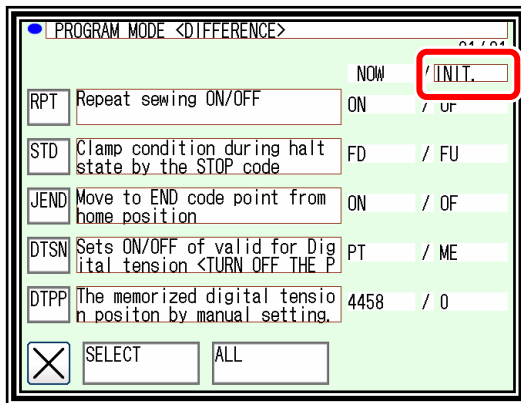 PROGRAM MODE <DIFFERENCE>
NOW / INIT.
RPT Repeat sewing ON/OFF ON / OF
STD Clamp condition during halt
state by the STOP code FD / FU
JEND Move to END code point from
home position ON / OF
DTSN Sets ON/OFF of valid for Dig
ital tension <TURN OFF THE P PT / ME
DTPP The memorized digital tensio
n positon by manual setting. 4458 / 0
SELECT ALL